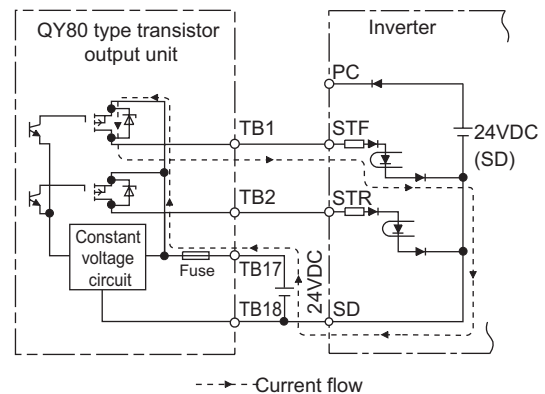 QY80 type transistor
output unit
Inverter
PC
TB1
STF
24VDC
(SD)
TB2
STR
Constant
voltage
circuit
Fuse
TB17
24VDC
TB18
SD
Current flow